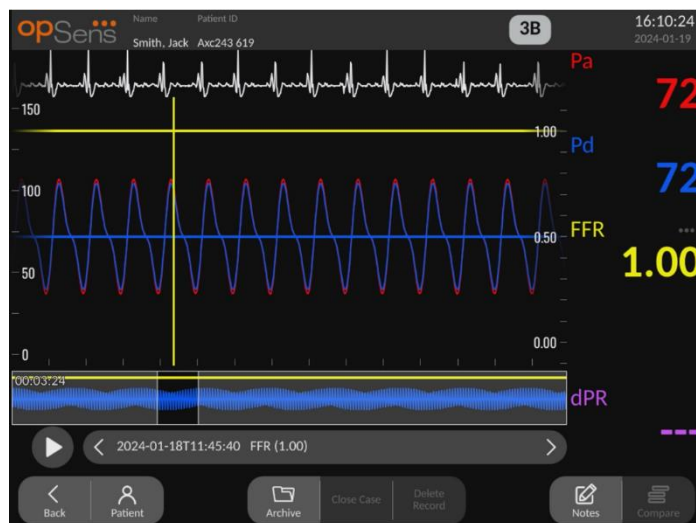 opSens
Name
Patient ID
Smith, Jack
Axc243 619
3B
16:10:24
2024-01-19
Pa
72
Pd
72
FFR
1.00
dPR
---
150
100
50
0
1.00
0.50
0.00
00:03:24
2024-01-18T11:45:40 FFR (1.00)
Back
Patient
Archive
Close Case
Delete
Record
Notes
Compare